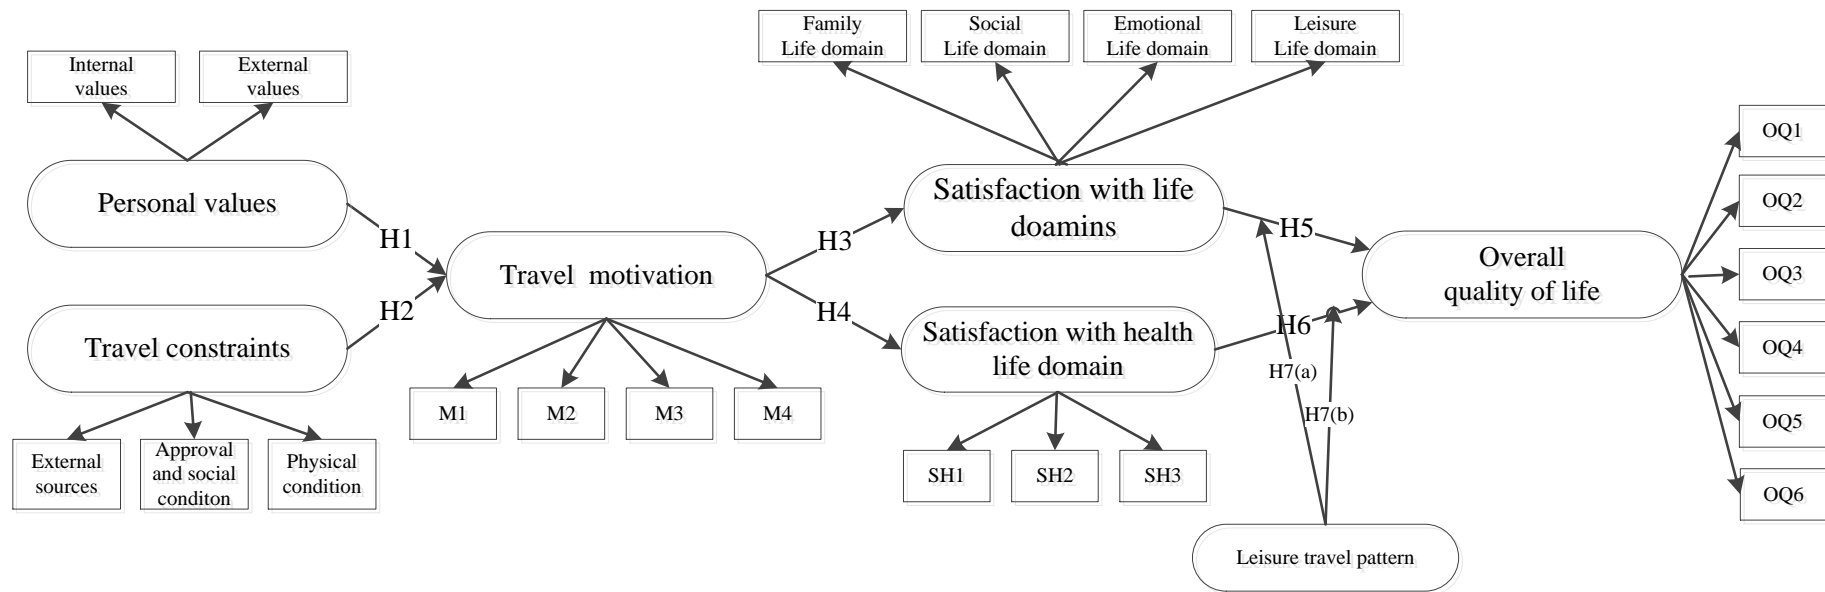 Family
Life domain
Social
Life domain
Emotional
Life domain
Leisure
Life domain
Internal
values
External
values
Personal values
H1
Travel constraints
H2
External
sources
Approval
and social
conditon
Physical
condition
Travel motivation
M1
M2
M3
M4
H3
H4
Satisfaction with life
doamins
Satisfaction with health
life domain
SH1
SH2
SH3
H5
H6
H7(a)
H7(b)
Leisure travel pattern
Overall
quality of life
OQ1
OQ2
OQ3
OQ4
OQ5
OQ6